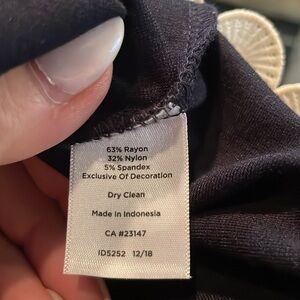 63% Rayon
32% Nylon
5% Spandex
Exclusive Of Decoration
Dry Clean
Made in Indonesia
CA #23147
ID5252 12/18